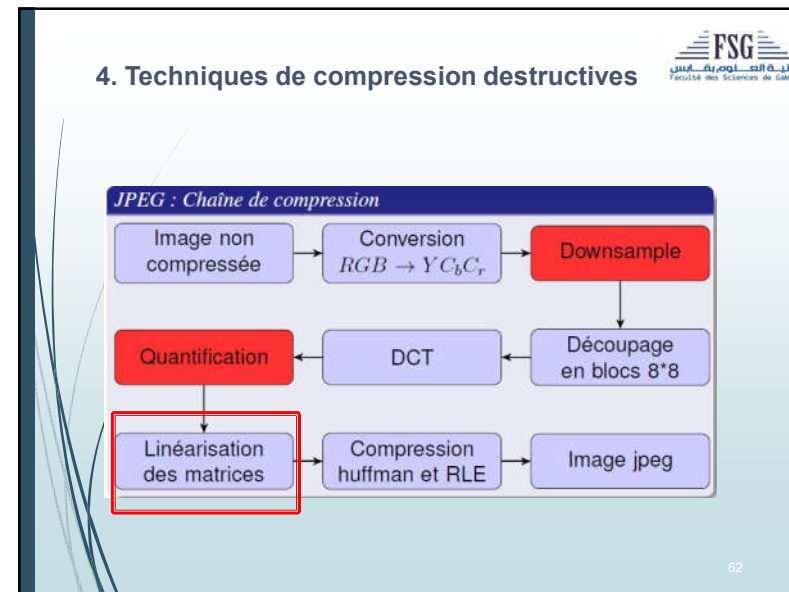 FSG
Faculté des Sciences de Gab
4. Techniques de compression destructives
JPEG : Chaîne de compression
Image non
compressée
Conversion
RGB → YC_bC_r
Downsample
Quantification
DCT
Découpage
en blocs 8*8
Linéarisation
des matrices
Compression
huffman et RLE
Image jpeg
62